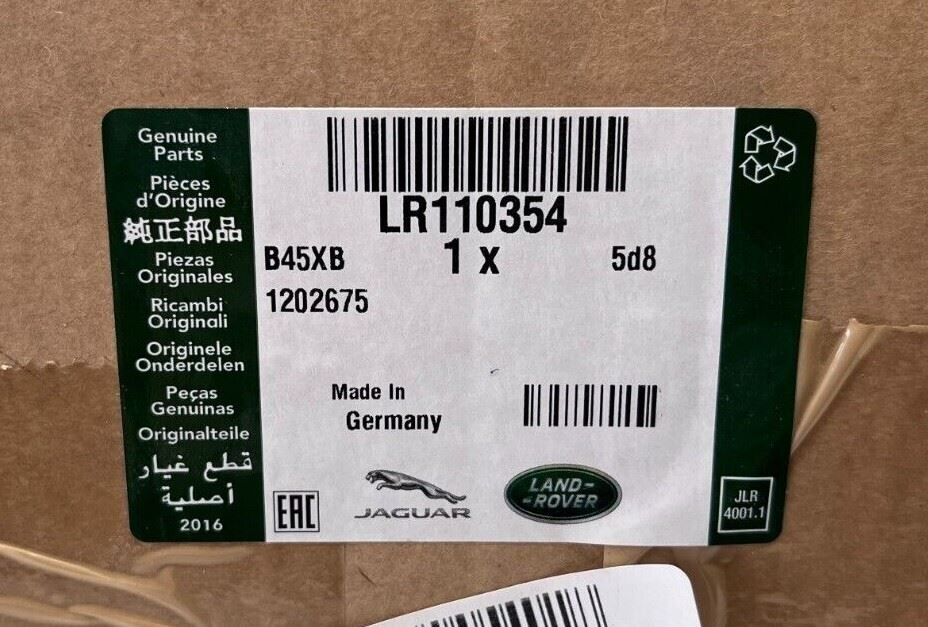 Genuine
Parts
Pièces
d'Origine
純正部品
Piezas
Originales
Ricambi
Originali
Originele
Onderdelen
Peças
Genuinas
Originalteile
قطع غيار
أصلية
2016
LR110354
B45XB 1 x 5d8
1202675
Made In
Germany
EAC
JAGUAR
LAND-
-ROVER
JLR
4001.1